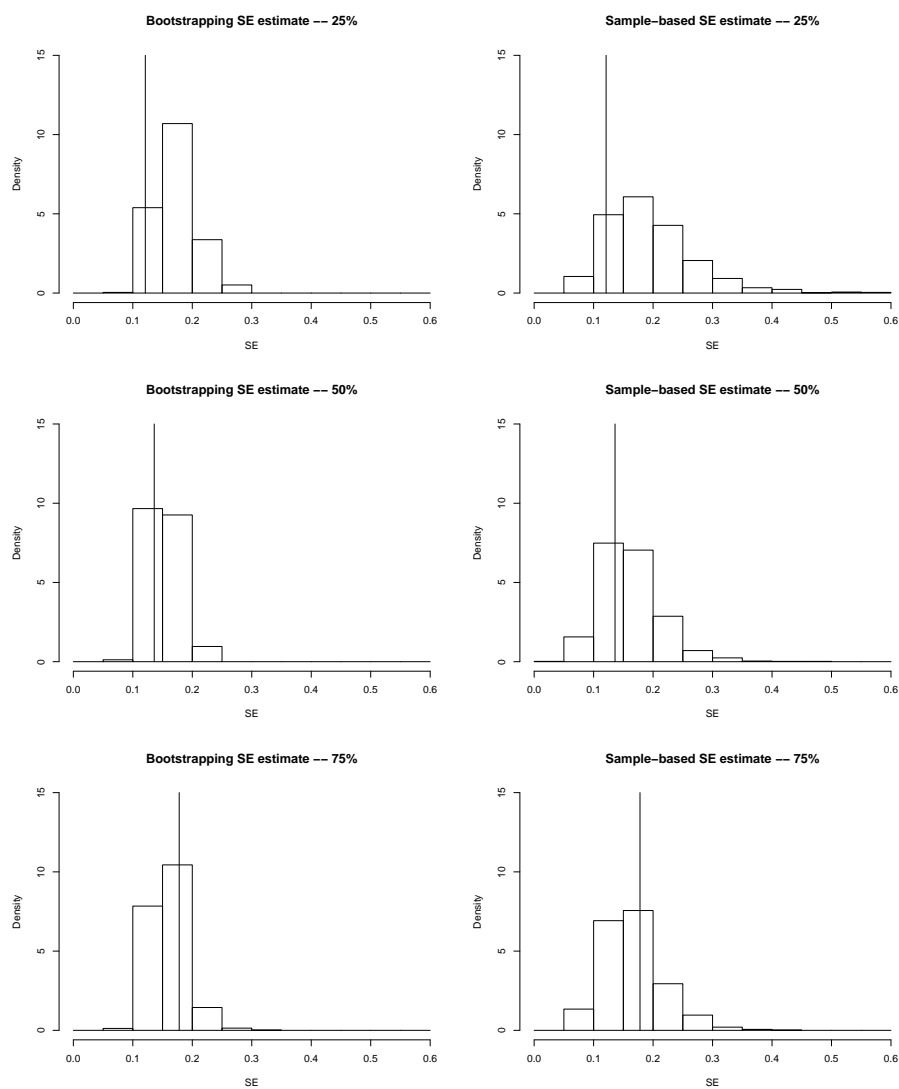 Bootstrapping SE estimate −− 25%
Density
0
5
10
15
0.0 0.1 0.2 0.3 0.4 0.5 0.6
SE
Sample−based SE estimate −− 25%
Density
0
5
10
15
0.0 0.1 0.2 0.3 0.4 0.5 0.6
SE
Bootstrapping SE estimate −− 50%
Density
0
5
10
15
0.0 0.1 0.2 0.3 0.4 0.5 0.6
SE
Sample−based SE estimate −− 50%
Density
0
5
10
15
0.0 0.1 0.2 0.3 0.4 0.5 0.6
SE
Bootstrapping SE estimate −− 75%
Density
0
5
10
15
0.0 0.1 0.2 0.3 0.4 0.5 0.6
SE
Sample−based SE estimate −− 75%
Density
0
5
10
15
0.0 0.1 0.2 0.3 0.4 0.5 0.6
SE